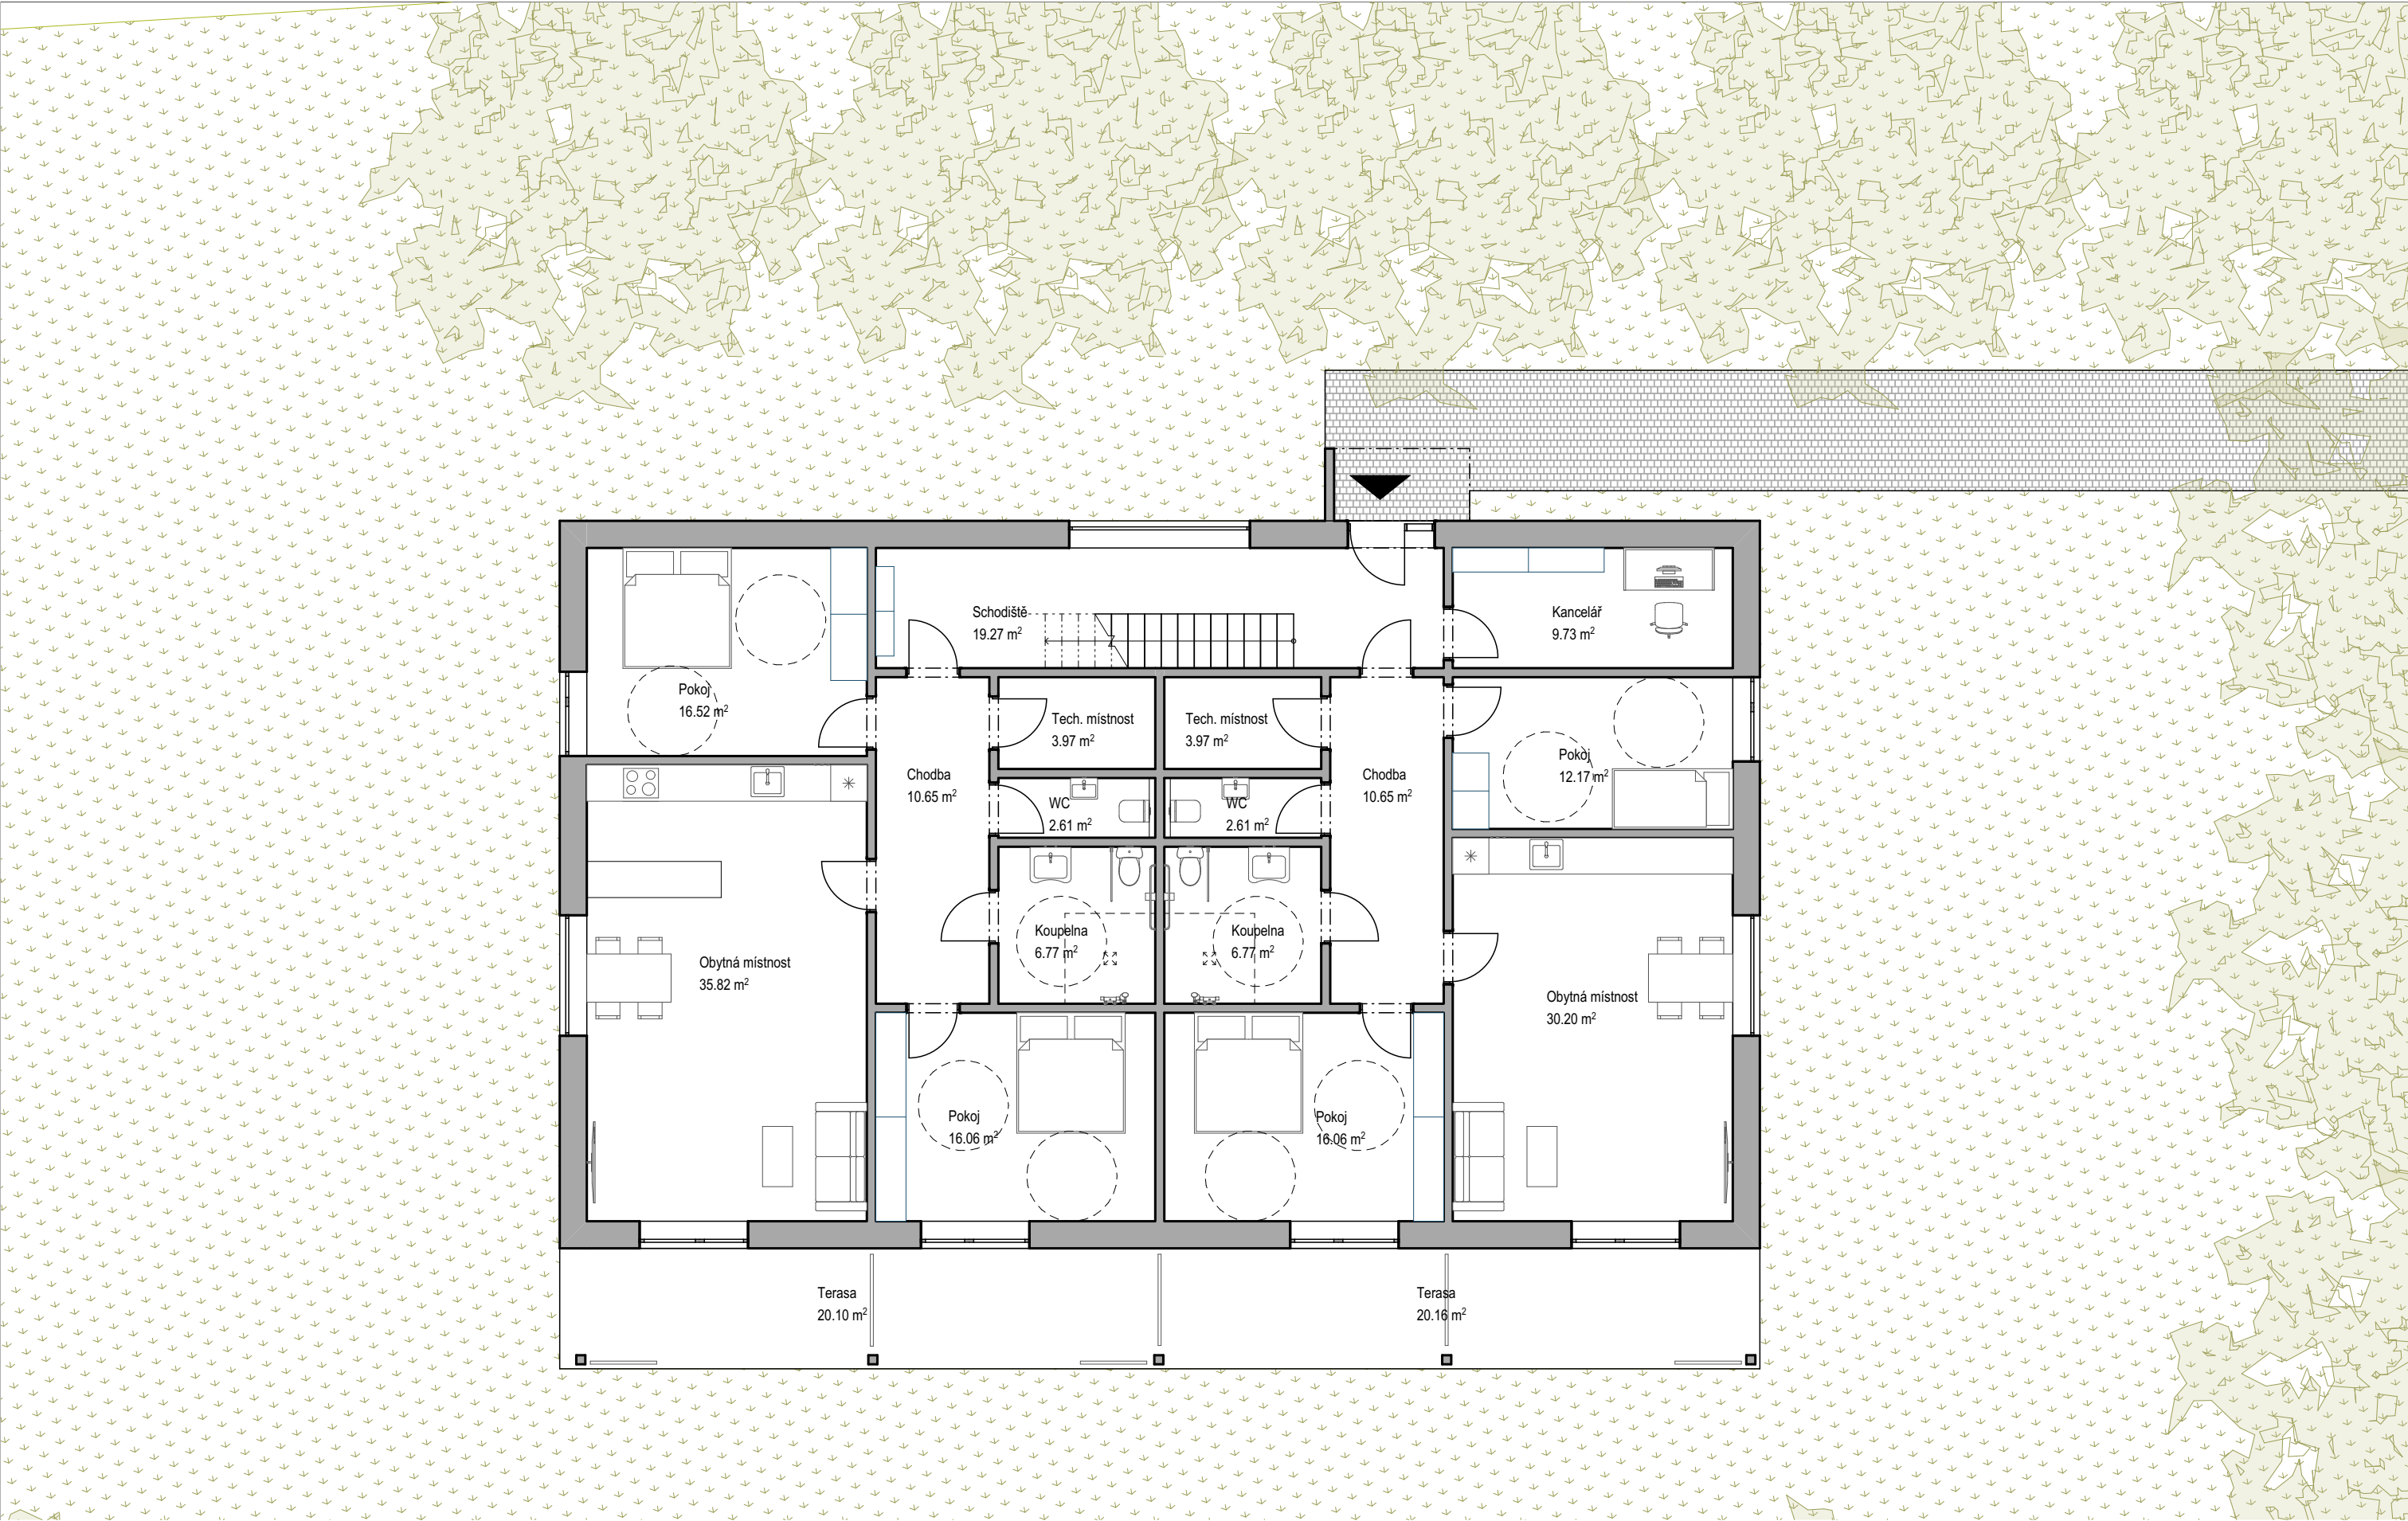 Schodiště
19.27 m²
Kancelář
9.73 m²
Pokoj
16.52 m²
Tech. místnost
3.97 m²
Tech. místnost
3.97 m²
Pokoj
12.17 m²
Chodba
10.65 m²
Chodba
10.65 m²
WC
2.61 m²
WC
2.61 m²
Koupelna
6.77 m²
Koupelna
6.77 m²
Obytná místnost
35.82 m²
Obytná místnost
30.20 m²
Pokoj
16.06 m²
Pokoj
16.06 m²
Terasa
20.10 m²
Terasa
20.16 m²